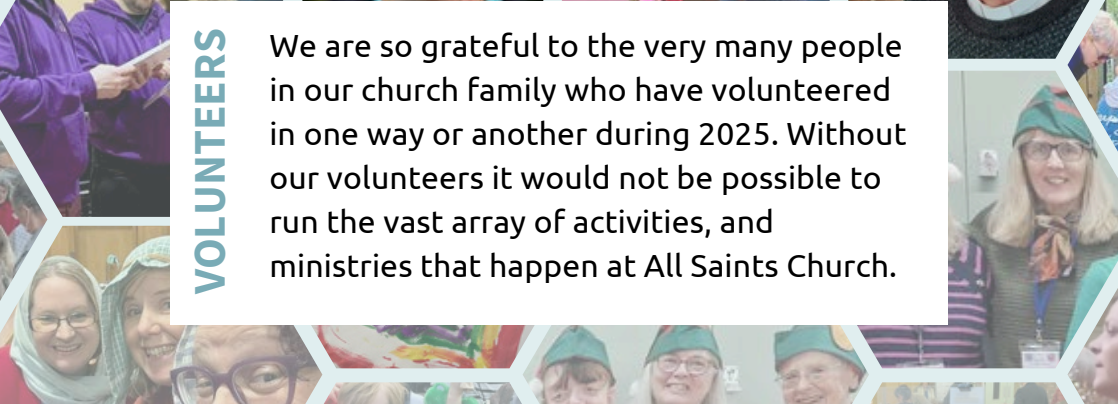 VOLUNTEERS
We are so grateful to the very many people
in our church family who have volunteered
in one way or another during 2025. Without
our volunteers it would not be possible to
run the vast array of activities, and
ministries that happen at All Saints Church.